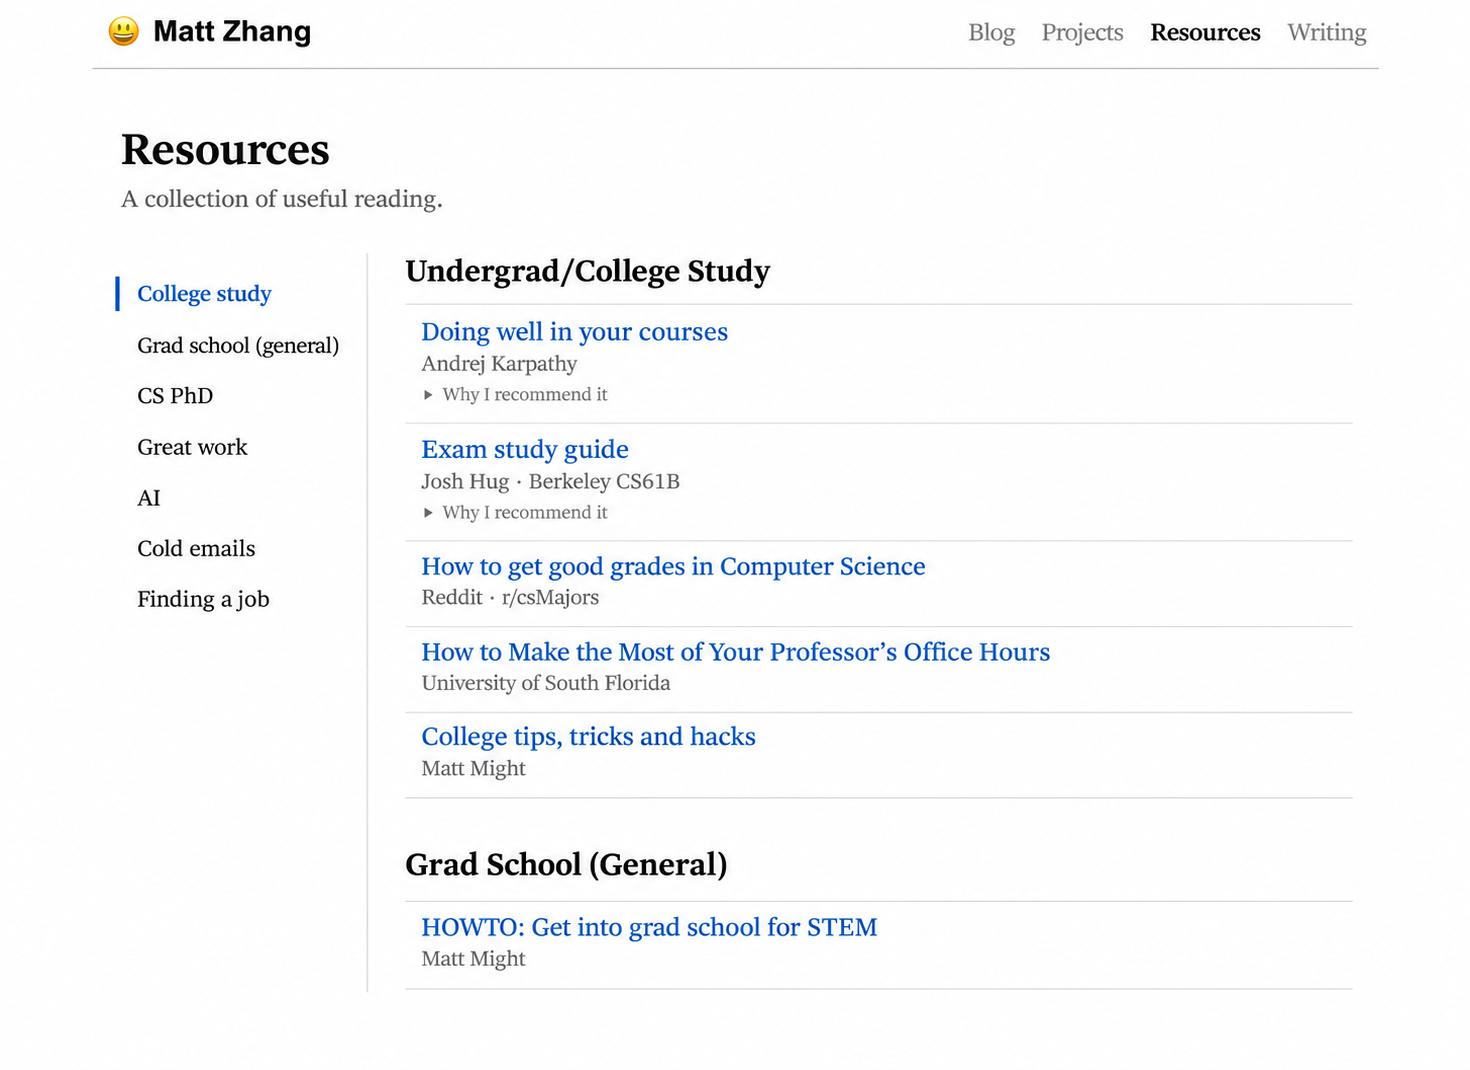 😃 Matt Zhang
Blog Projects Resources Writing
Resources
A collection of useful reading.
College study
Grad school (general)
CS PhD
Great work
AI
Cold emails
Finding a job
Undergrad/College Study
Doing well in your courses
Andrej Karpathy
▶ Why I recommend it
Exam study guide
Josh Hug · Berkeley CS61B
▶ Why I recommend it
How to get good grades in Computer Science
Reddit · r/csMajors
How to Make the Most of Your Professor’s Office Hours
University of South Florida
College tips, tricks and hacks
Matt Might
Grad School (General)
HOWTO: Get into grad school for STEM
Matt Might